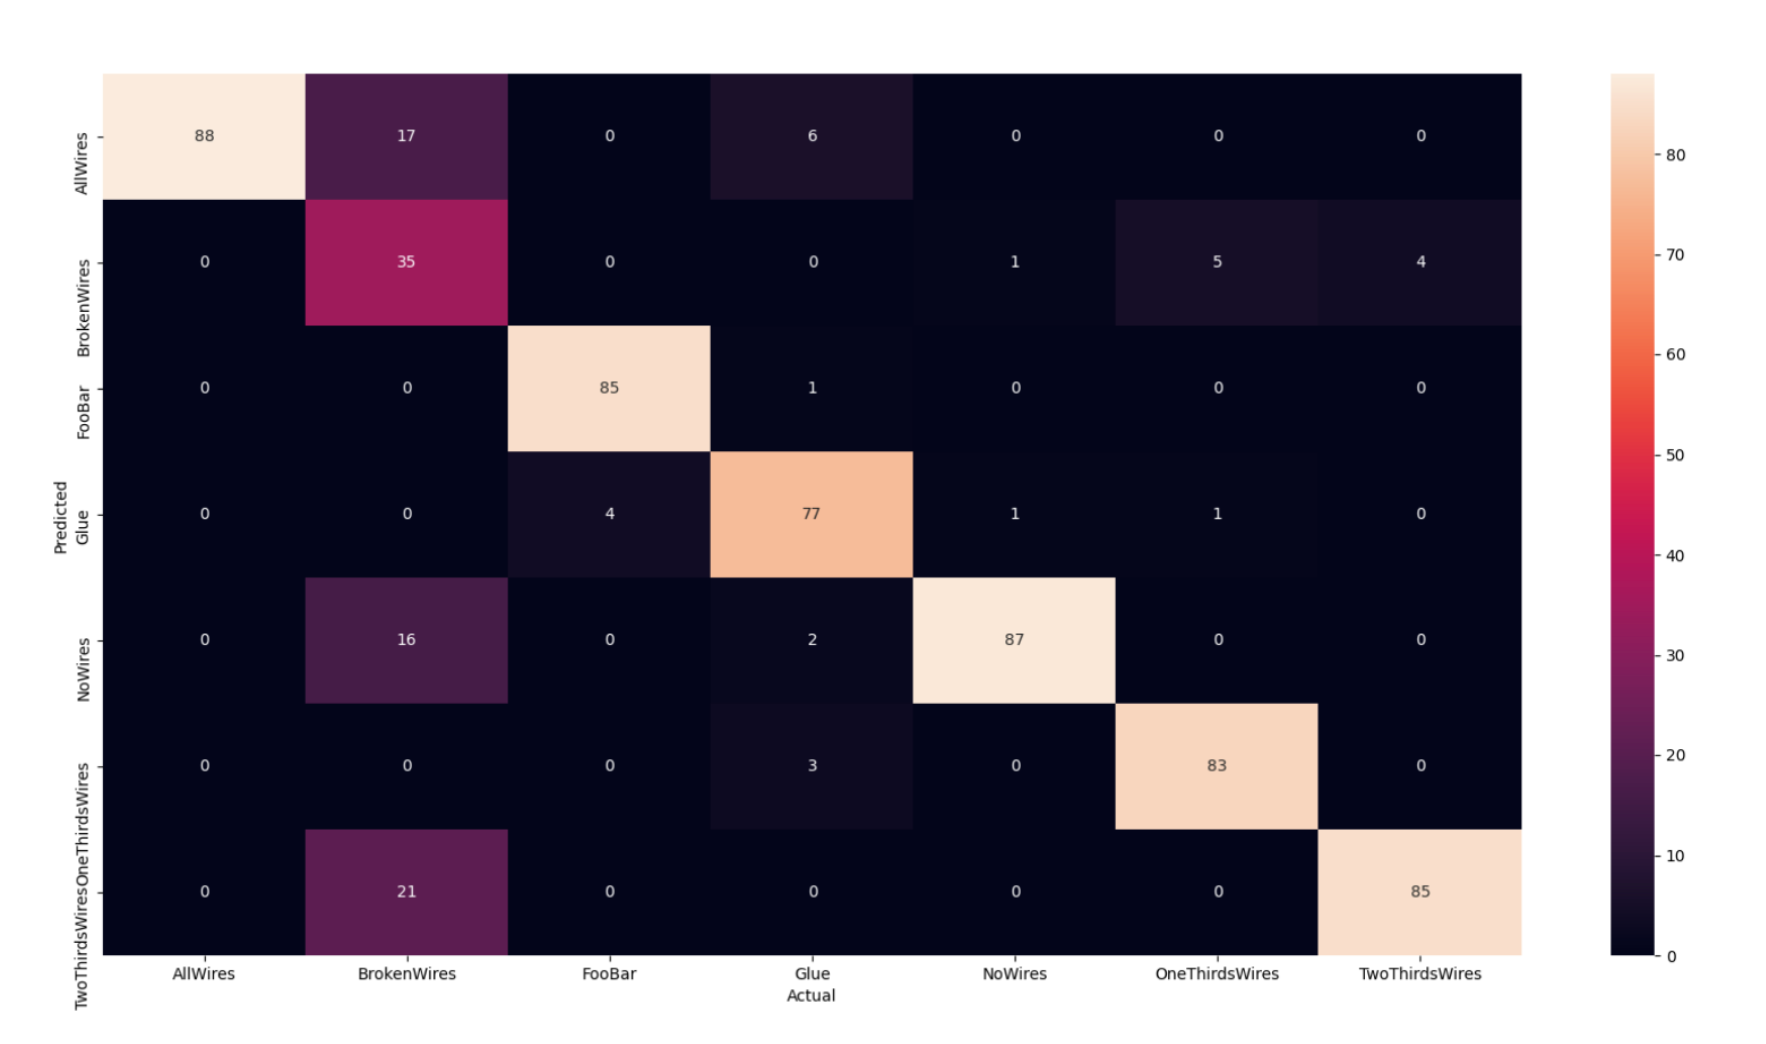 AllWires 88 17 0 6 0 0 0
BrokenWires 0 35 0 0 1 5 4
FooBar 0 0 85 1 0 0 0
Predicted
Glue 0 0 4 77 1 1 0
NoWires 0 16 0 2 87 0 0
OneThirdsWires 0 0 0 3 0 83 0
TwoThirdsWires 0 21 0 0 0 0 85
AllWires BrokenWires FooBar Glue NoWires OneThirdsWires TwoThirdsWires
Actual
80
70
60
50
40
30
20
10
0